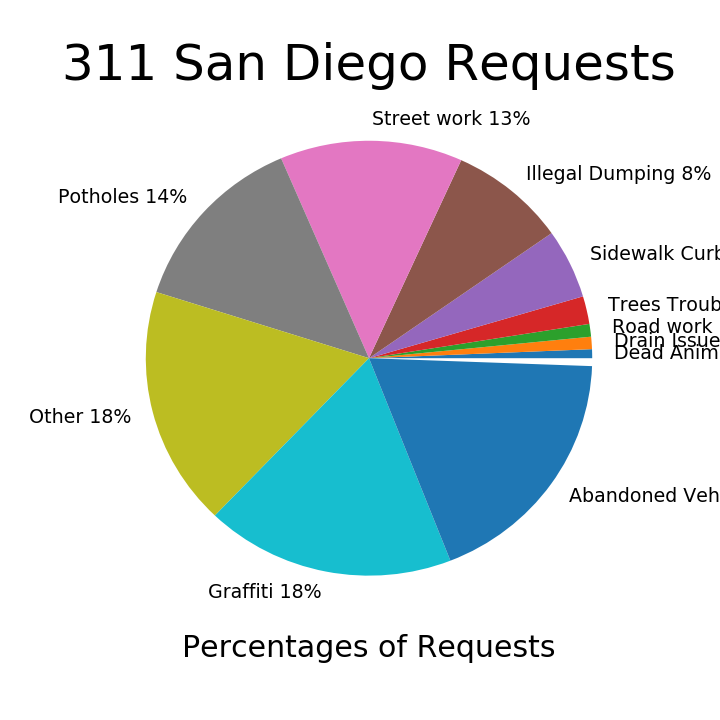 311 San Diego Requests
Street work 13%
Illegal Dumping 8%
Potholes 14%
Sidewalk Curb
Trees Troub
Road work
Drain Issue
Dead Anim
Other 18%
Abandoned Veh
Graffiti 18%
Percentages of Requests